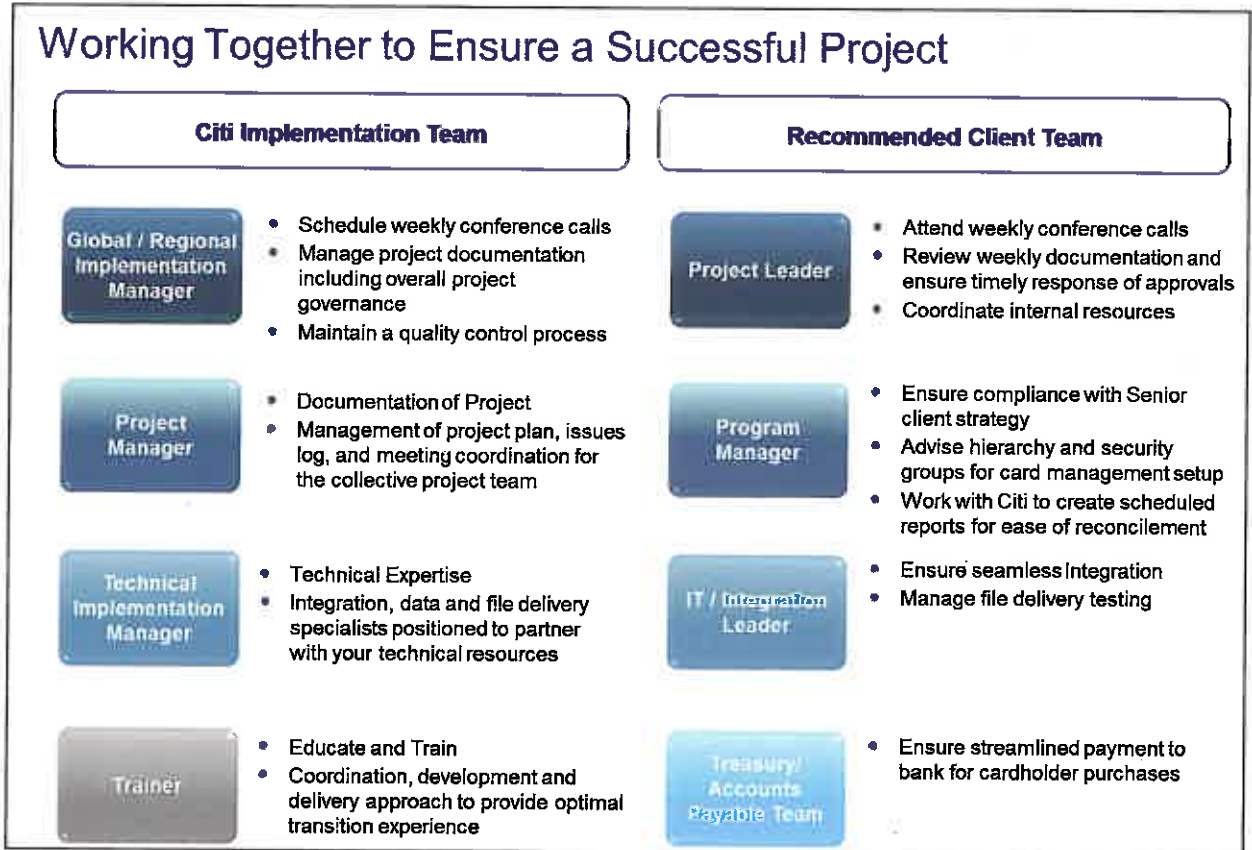 Working Together to Ensure a Successful Project
Citi Implementation Team
Global / Regional
Implementation
Manager
• Schedule weekly conference calls
• Manage project documentation
including overall project
governance
• Maintain a quality control process
Project
Manager
• Documentation of Project
• Management of project plan, issues
log, and meeting coordination for
the collective project team
Technical
Implementation
Manager
• Technical Expertise
• Integration, data and file delivery
specialists positioned to partner
with your technical resources
Trainer
• Educate and Train
• Coordination, development and
delivery approach to provide optimal
transition experience
Recommended Client Team
Project Leader
• Attend weekly conference calls
• Review weekly documentation and
ensure timely response of approvals
• Coordinate internal resources
Program
Manager
• Ensure compliance with Senior
client strategy
• Advise hierarchy and security
groups for card management setup
• Work with Citi to create scheduled
reports for ease of reconcilement
IT / Integration
Leader
• Ensure seamless Integration
• Manage file delivery testing
Treasury/
Accounts
Payable Team
• Ensure streamlined payment to
bank for cardholder purchases